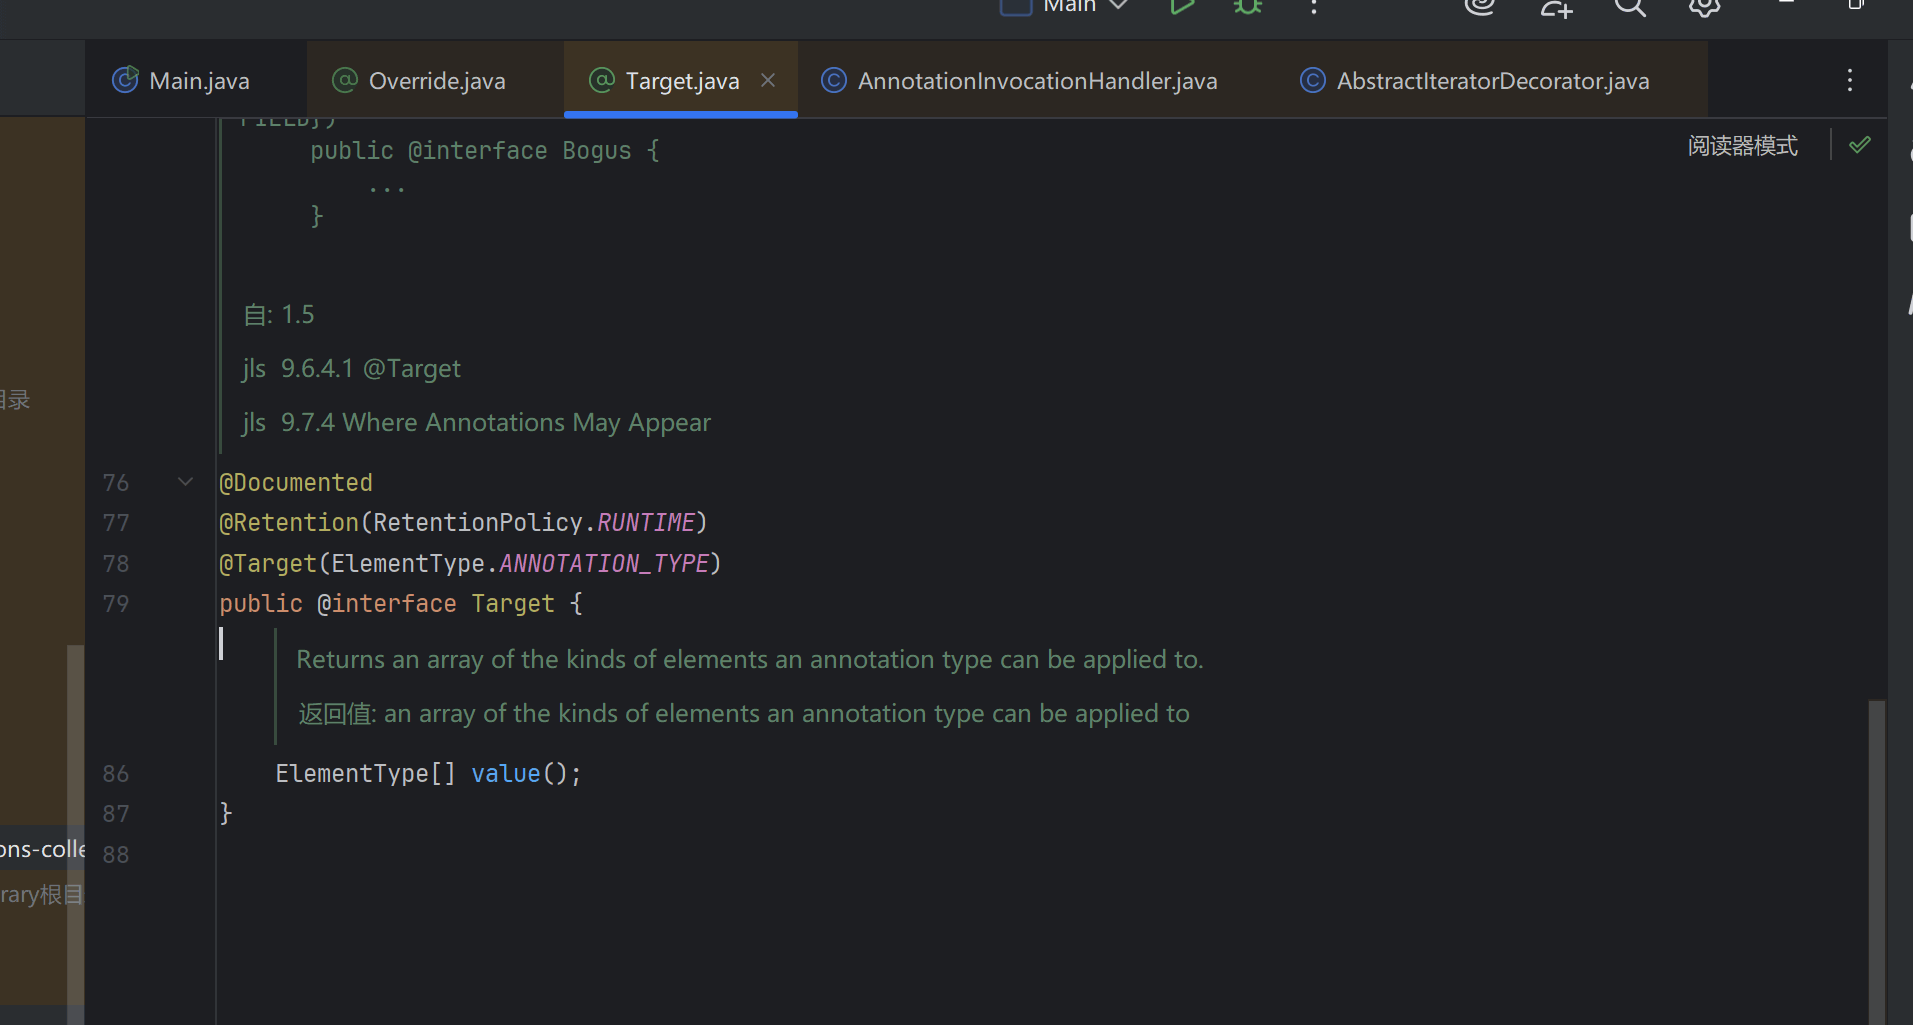 Main
Main.java
Override.java
Target.java
AnnotationInvocationHandler.java
AbstractIteratorDecorator.java
阅读器模式
FIELD})
public @interface Bogus {
...
}
自: 1.5
jls 9.6.4.1 @Target
目录
jls 9.7.4 Where Annotations May Appear
76 @Documented
77 @Retention(RetentionPolicy.RUNTIME)
78 @Target(ElementType.ANNOTATION_TYPE)
79 public @interface Target {
Returns an array of the kinds of elements an annotation type can be applied to.
返回值: an array of the kinds of elements an annotation type can be applied to
86 ElementType[] value();
87 }
ons-colle
88
rary根目